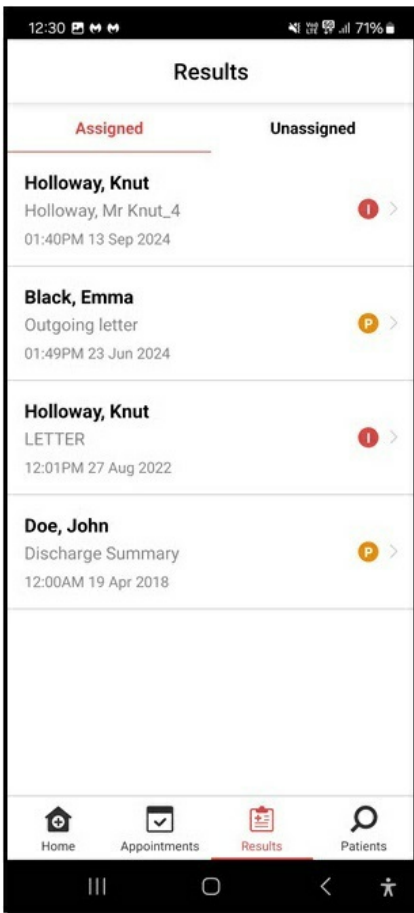 12:30 71%
Results
Assigned Unassigned
Holloway, Knut
Holloway, Mr Knut_4
I
01:40PM 13 Sep 2024
Black, Emma
Outgoing letter
P
01:49PM 23 Jun 2024
Holloway, Knut
LETTER
I
12:01PM 27 Aug 2022
Doe, John
Discharge Summary
P
12:00AM 19 Apr 2018
Home Appointments Results Patients